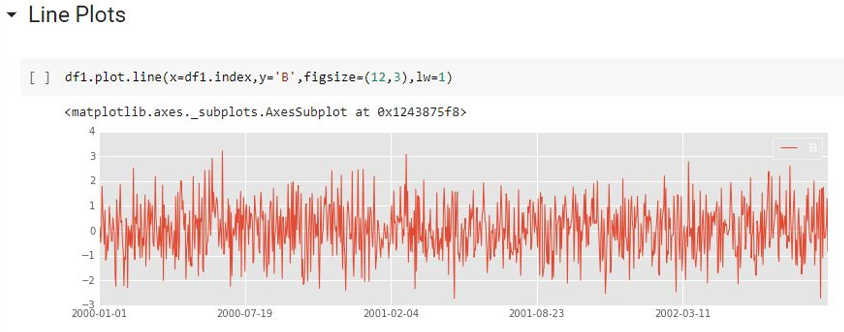 Line Plots
[ ] df1.plot.line(x=df1.index,y='B',figsize=(12,3),lw=1)
<matplotlib.axes._subplots.AxesSubplot at 0x1243875f8>
4
3
2
1
0
−1
−2
−3
B
2000-01-01 2000-07-19 2001-02-04 2001-08-23 2002-03-11